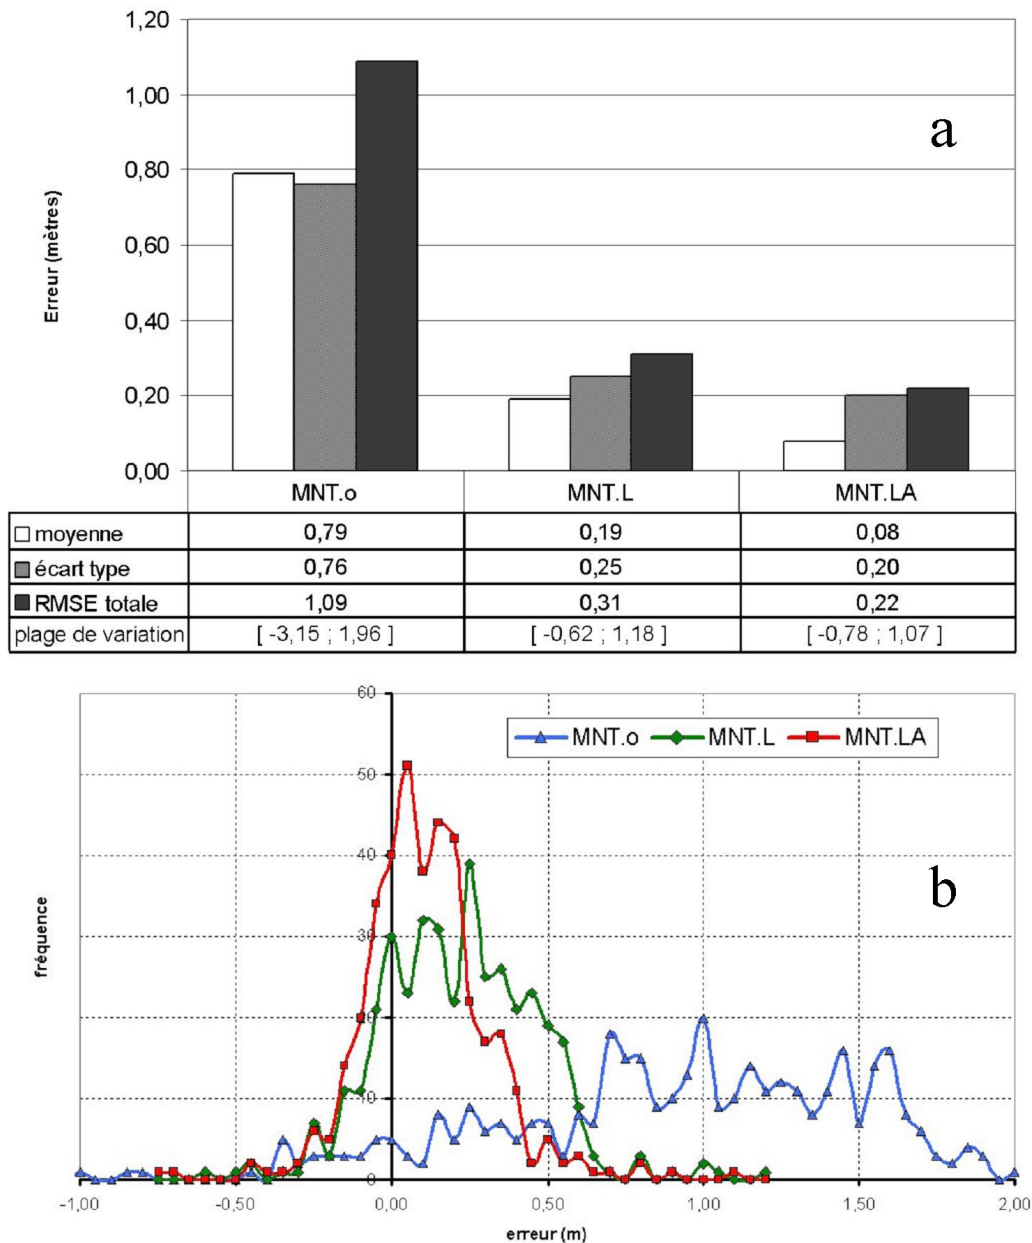 1,20
1,00
a
0,80
Erreur (mètres)
0,60
0,40
0,20
0,00
MNT.o MNT.L MNT.LA
moyenne 0,79 0,19 0,08
écart type 0,76 0,25 0,20
RMSE totale 1,09 0,31 0,22
plage de variation [ -3,15 ; 1,96 ] [ -0,62 ; 1,18 ] [ -0,78 ; 1,07 ]
60
MNT.o MNT.L MNT.LA
50
40
b
fréquence
30
20
10
0
-1,00 -0,50 0,00 0,50 1,00 1,50 2,00
erreur (m)